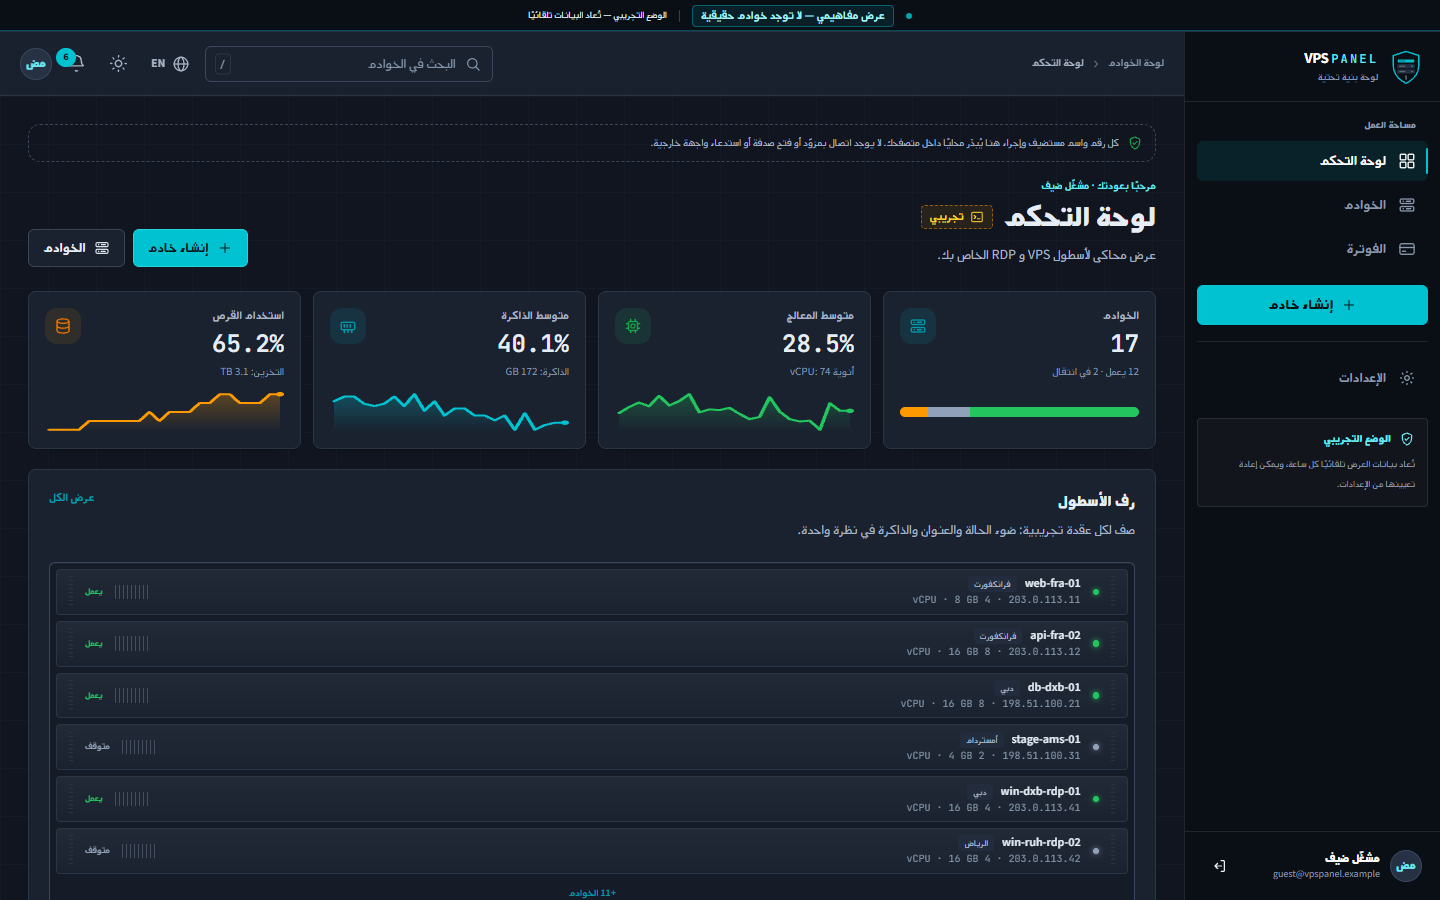 عرض مفاهيمي — لا توجد خوادم حقيقية
الوضع التجريبي — تُعاد البيانات تلقائيًا
VPS PANEL
لوحة بنية تحتية
مساحة العمل
لوحة التحكم
الخوادم
الفوترة
إنشاء خادم
الإعدادات
الوضع التجريبي
تُعاد بيانات العرض تلقائيًا كل ساعة، ويمكن إعادة
تعيينها من الإعدادات.
مشغّل ضيف
guest@vpspanel.example
مض
لوحة الخوادم
لوحة التحكم
البحث في الخوادم
/
EN
6
مض
كل رقم واسم مستضيف وإجراء هنا يُبذّر محليًا داخل متصفحك. لا يوجد اتصال بمزوّد أو فتح صدفة أو استدعاء واجهة خارجية.
مرحبًا بعودتك · مشغّل ضيف
لوحة التحكم
تجريبي
عرض محاكى لأسطول VPS و RDP الخاص بك.
إنشاء خادم
الخوادم
الخوادم
17
12 يعمل · 2 في انتقال
متوسط المعالج
28.5%
أنوية vCPU: 74
متوسط الذاكرة
40.1%
الذاكرة: 172 GB
استخدام القرص
65.2%
التخزين: 3.1 TB
رف الأسطول
عرض الكل
صف لكل عقدة تجريبية: ضوء الحالة والعنوان والذاكرة في نظرة واحدة.
web-fra-01
فرانكفورت
203.0.113.11 · 4 vCPU · 8 GB
يعمل
api-fra-02
فرانكفورت
203.0.113.12 · 8 vCPU · 16 GB
يعمل
db-dxb-01
دبي
198.51.100.21 · 8 vCPU · 16 GB
يعمل
stage-ams-01
أمستردام
198.51.100.31 · 2 vCPU · 4 GB
متوقف
win-dxb-rdp-01
دبي
203.0.113.41 · 4 vCPU · 16 GB
يعمل
win-ruh-rdp-02
الرياض
203.0.113.42 · 4 vCPU · 16 GB
متوقف
+11 الخوادم